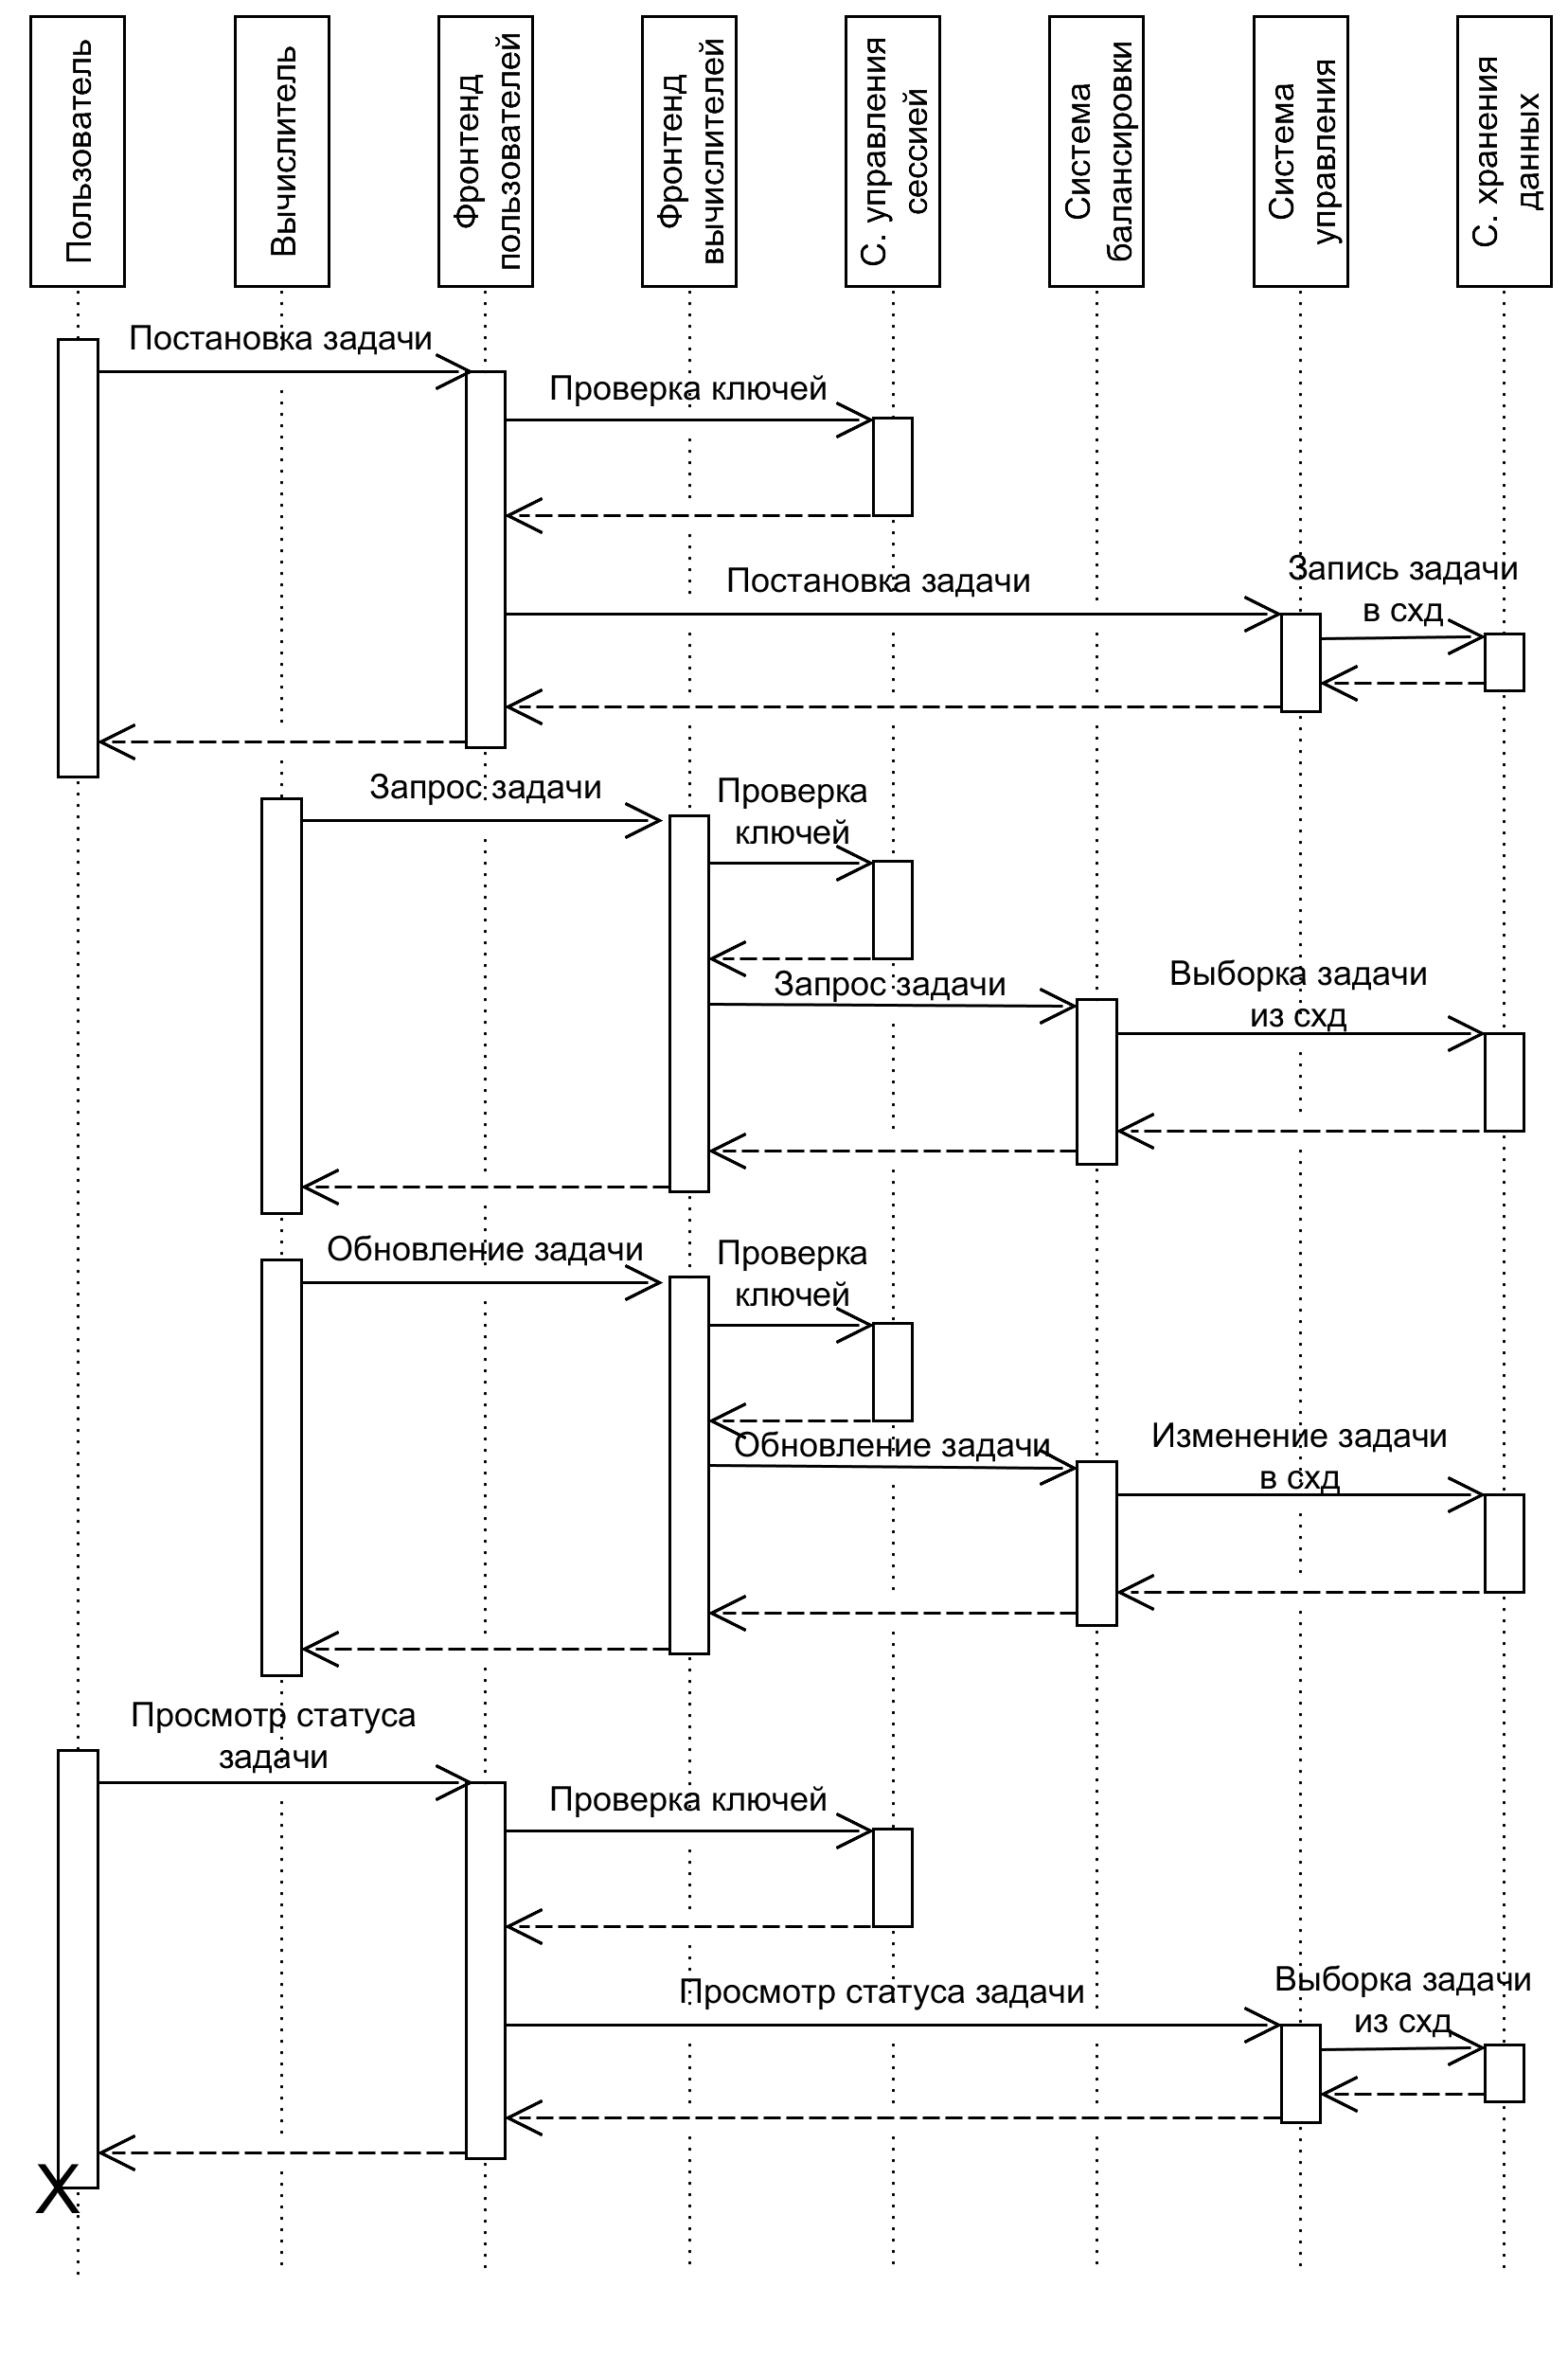 Пользователь
Вычислитель
Фронтенд
пользователей
Фронтенд
вычислителей
С. управления
сессией
Система
балансировки
Система
управления
С. хранения
данных
Постановка задачи
Проверка ключей
Постановка задачи
Запись задачи
в схд
Запрос задачи
Проверка
ключей
Запрос задачи
Выборка задачи
из схд
Обновление задачи
Проверка
ключей
Обновление задачи
Изменение задачи
в схд
Просмотр статуса
задачи
Проверка ключей
Просмотр статуса задачи
Выборка задачи
из схд
X